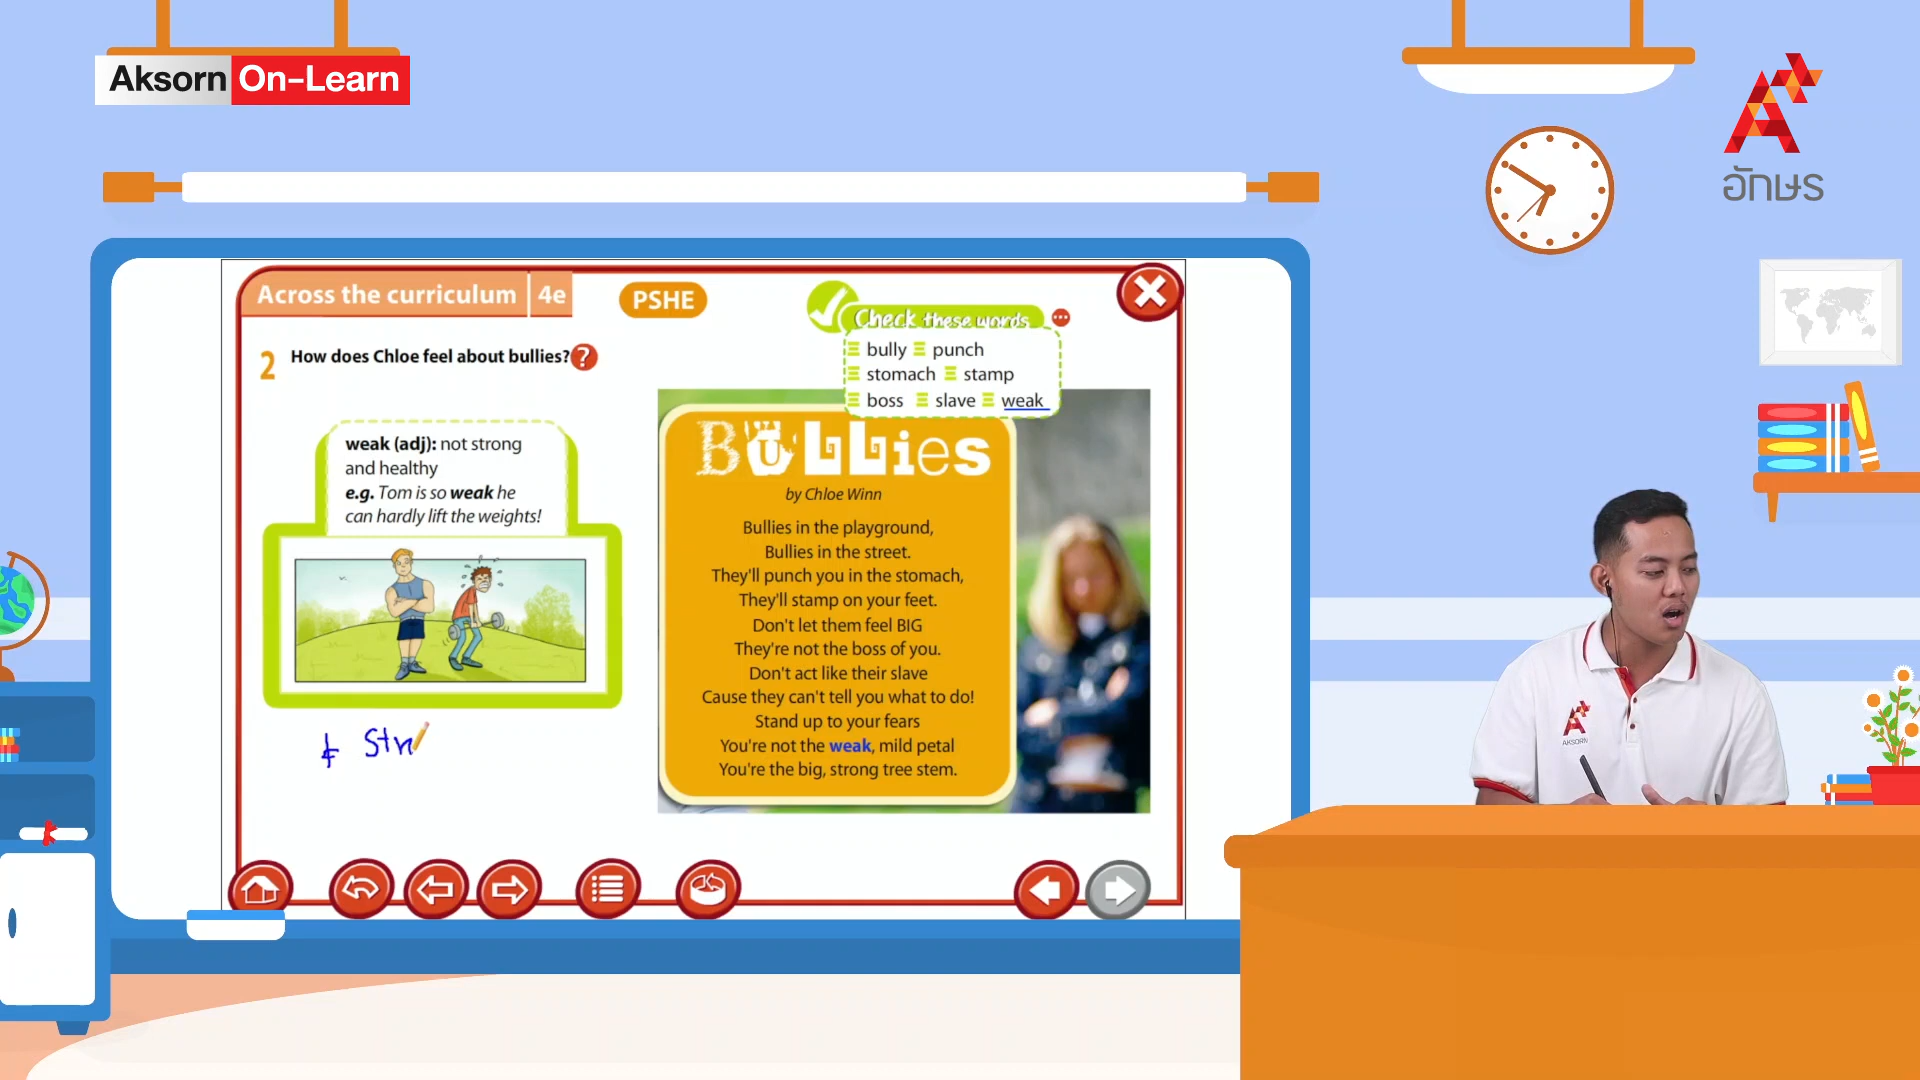 Aksorn On-Learn
อักษร
Across the curriculum 4e
PSHE
Check these words
bully punch
stomach stamp
boss slave weak
2 How does Chloe feel about bullies? ?
weak (adj): not strong
and healthy
e.g. Tom is so weak he
can hardly lift the weights!
BULLies
by Chloe Winn
Bullies in the playground,
Bullies in the street.
They'll punch you in the stomach,
They'll stamp on your feet.
Don't let them feel BIG
They're not the boss of you.
Don't act like their slave
Cause they can't tell you what to do!
Stand up to your fears
You're not the weak, mild petal
You're the big, strong tree stem.
≠ Str
AKSORN